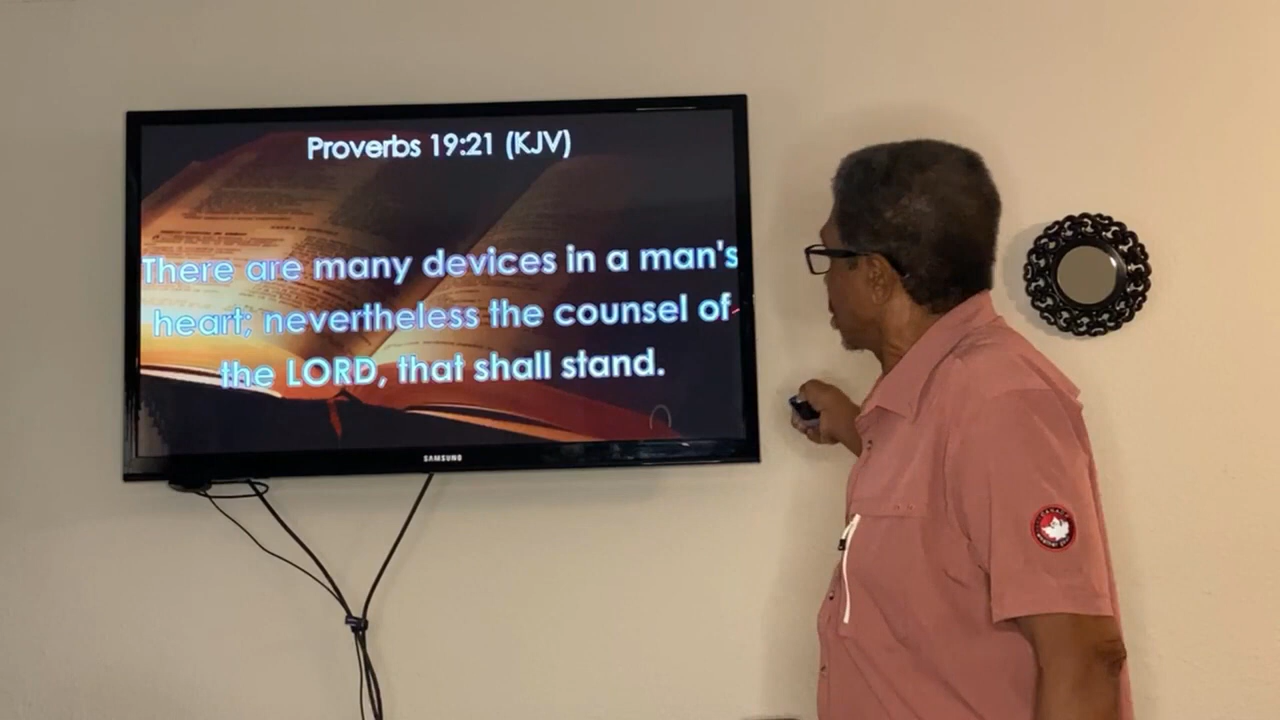 Proverbs 19:21 (KJV)
There are many devices in a man's
heart; nevertheless the counsel of
the LORD, that shall stand.
SAMSUNG
CANADA